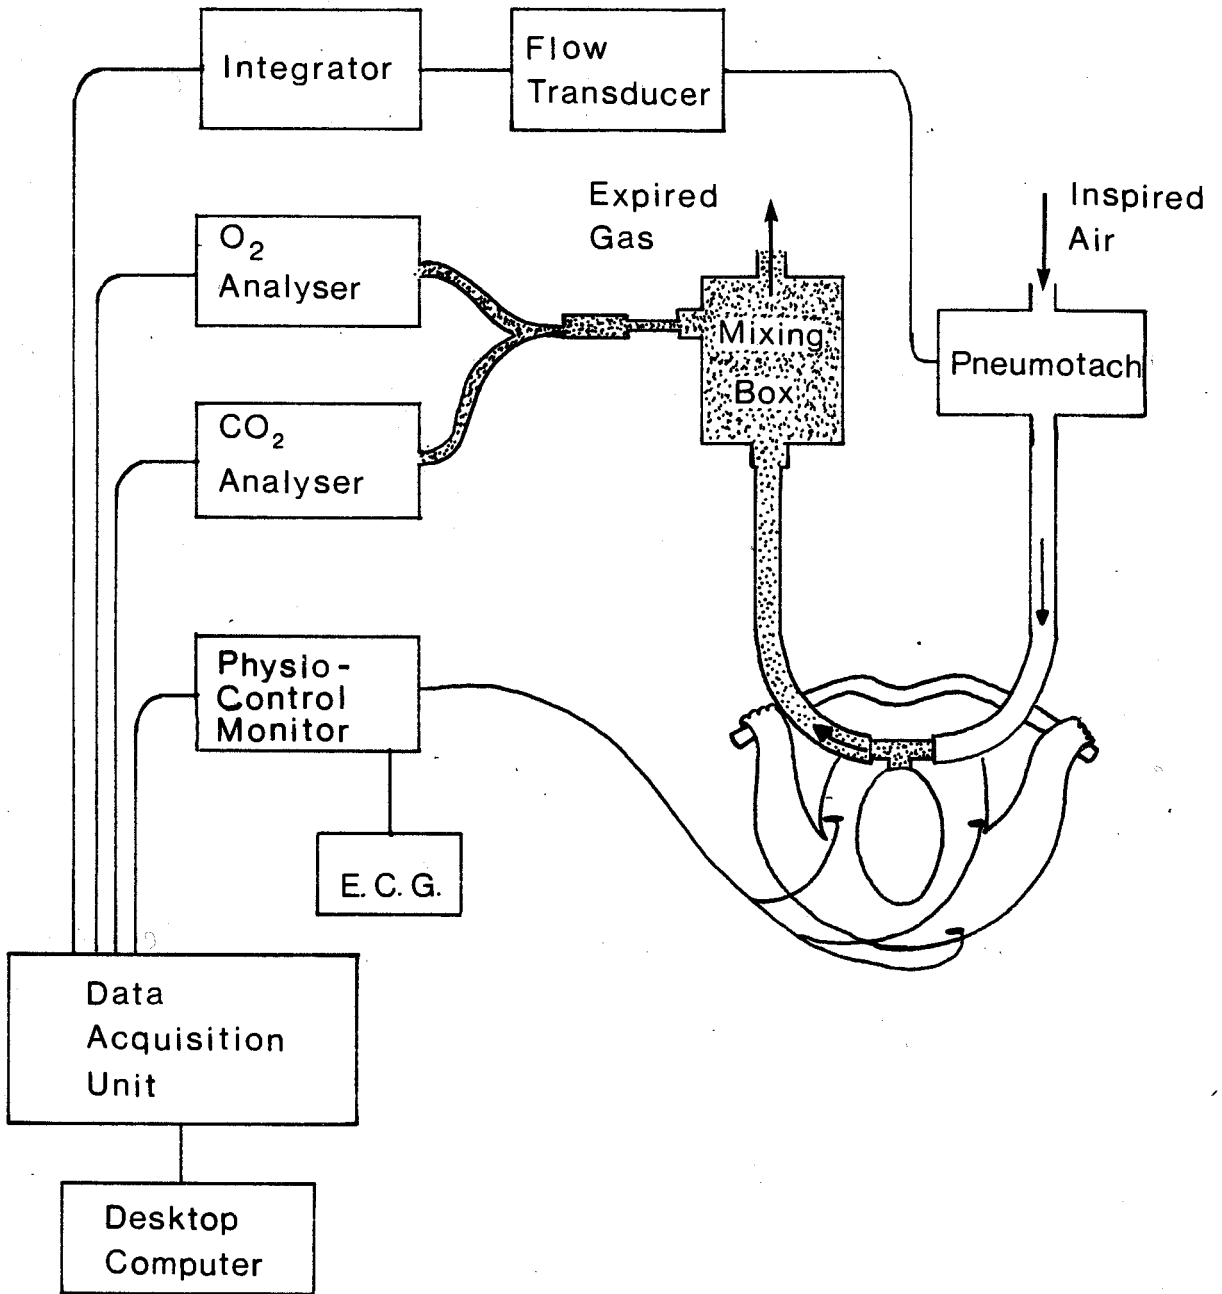 Integrator
Flow
Transducer
Expired
Gas
Inspired
Air
O₂
Analyser
Mixing
Box
Pneumotach
CO₂
Analyser
Physio-
Control
Monitor
E. C. G.
Data
Acquisition
Unit
Desktop
Computer